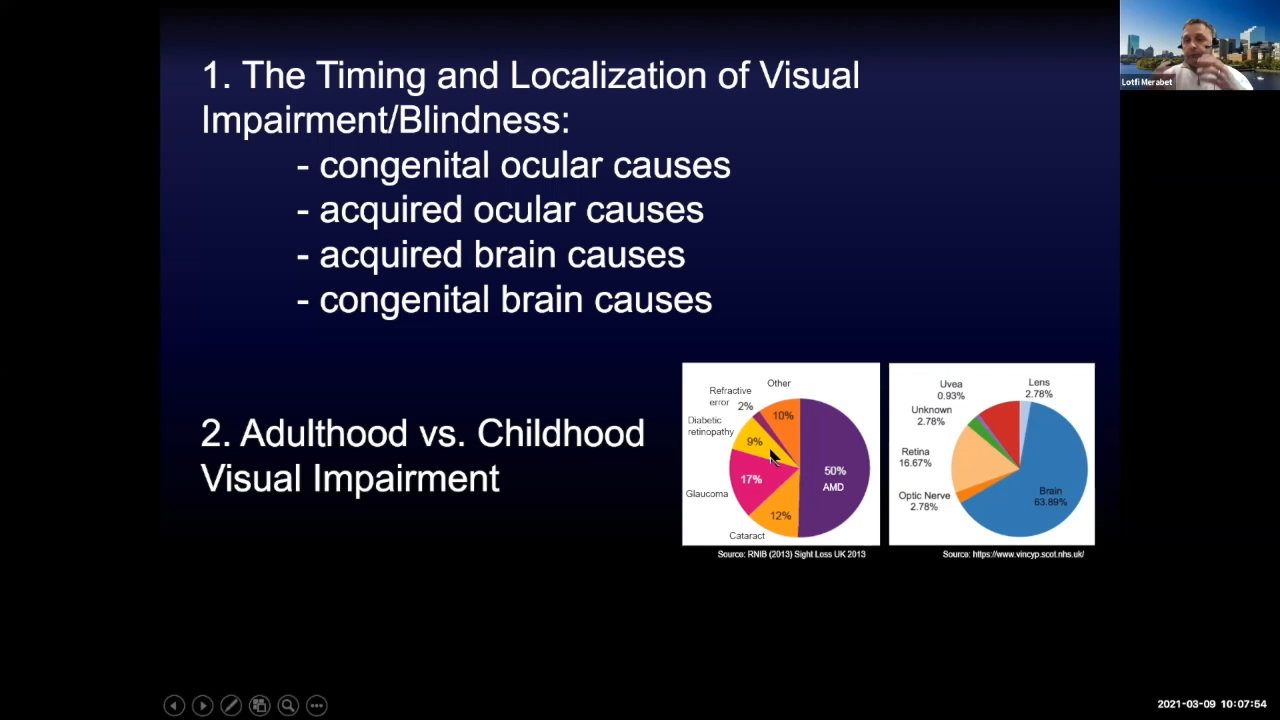 1. The Timing and Localization of Visual
Impairment/Blindness:
- congenital ocular causes
- acquired ocular causes
- acquired brain causes
- congenital brain causes
2. Adulthood vs. Childhood
Visual Impairment
Other
10%
Refractive
error
2%
Diabetic
retinopathy
9%
Glaucoma
17%
Cataract
12%
50%
AMD
Source: RNIB (2013) Sight Loss UK 2013
Uvea
0.93%
Lens
2.78%
Unknown
2.78%
Retina
16.67%
Optic Nerve
2.78%
Brain
63.89%
Source: https://www.vincyp.scot.nhs.uk/
Lotfi Merabet
2021-03-09 10:07:54